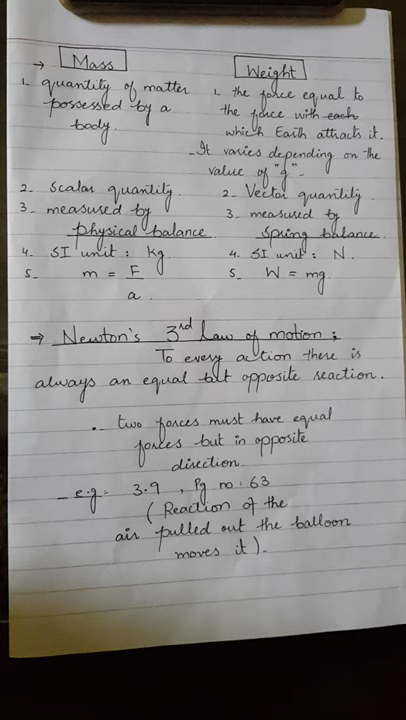 → Mass
1. quantity of matter
possessed by a
body.
2- Scalar quantity.
3- measured by
physical balance
4. SI unit : kg
5- m = F
a
Weight
1. the force equal to
the force with each
which Earth attracts it.
- It varies depending on the
value of "g" -
2- Vector quantity
3. measured by
spring balance
4. SI unit : N.
5- W = mg
⇒ Newton's 3rd Law of motion :
To every action there is
always an equal but opposite reaction.
∴ two forces must have equal
forces but in opposite
direction
- e.g. 3.9 , Pg no. 63
( Reaction of the
air pulled out the balloon
moves it ).